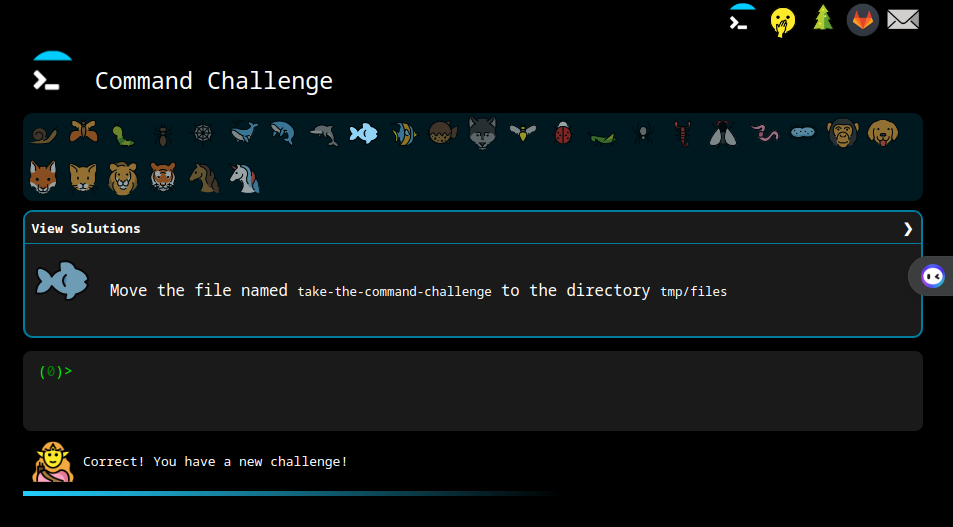 Command Challenge
View Solutions
Move the file named take-the-command-challenge to the directory tmp/files
(0)>
Correct! You have a new challenge!